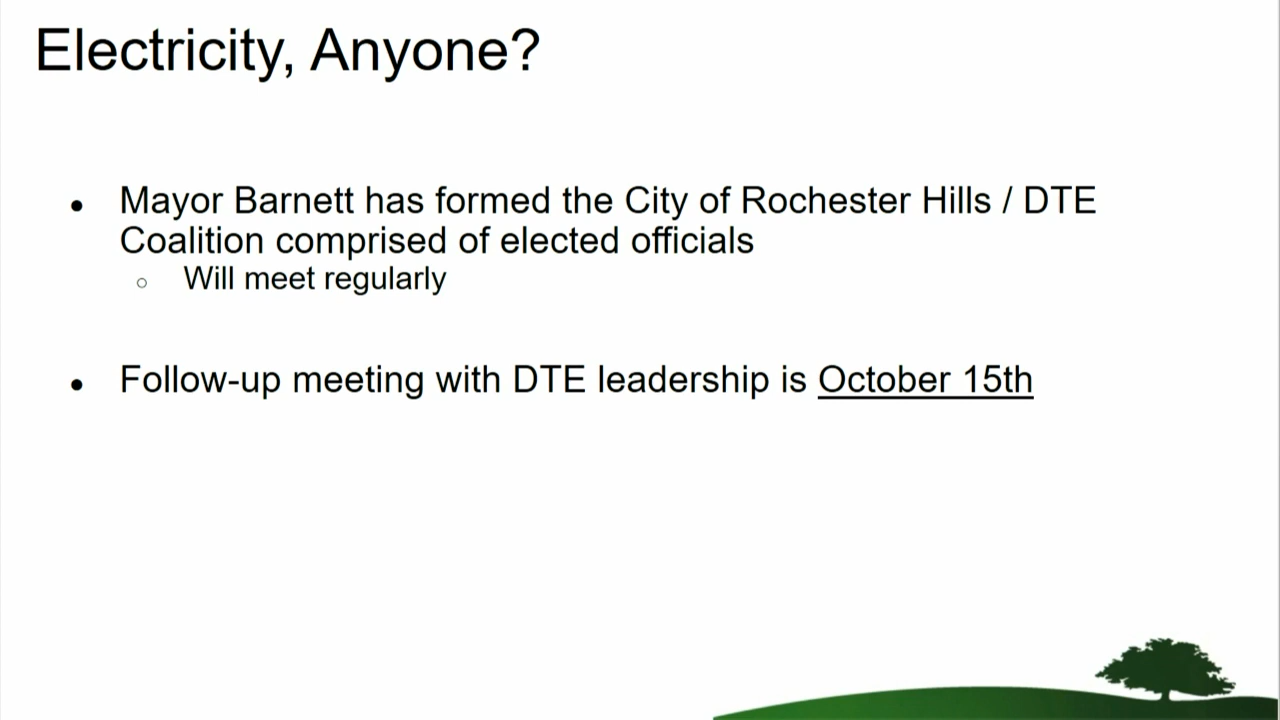 Electricity, Anyone?
● Mayor Barnett has formed the City of Rochester Hills / DTE
Coalition comprised of elected officials
○ Will meet regularly
● Follow-up meeting with DTE leadership is October 15th